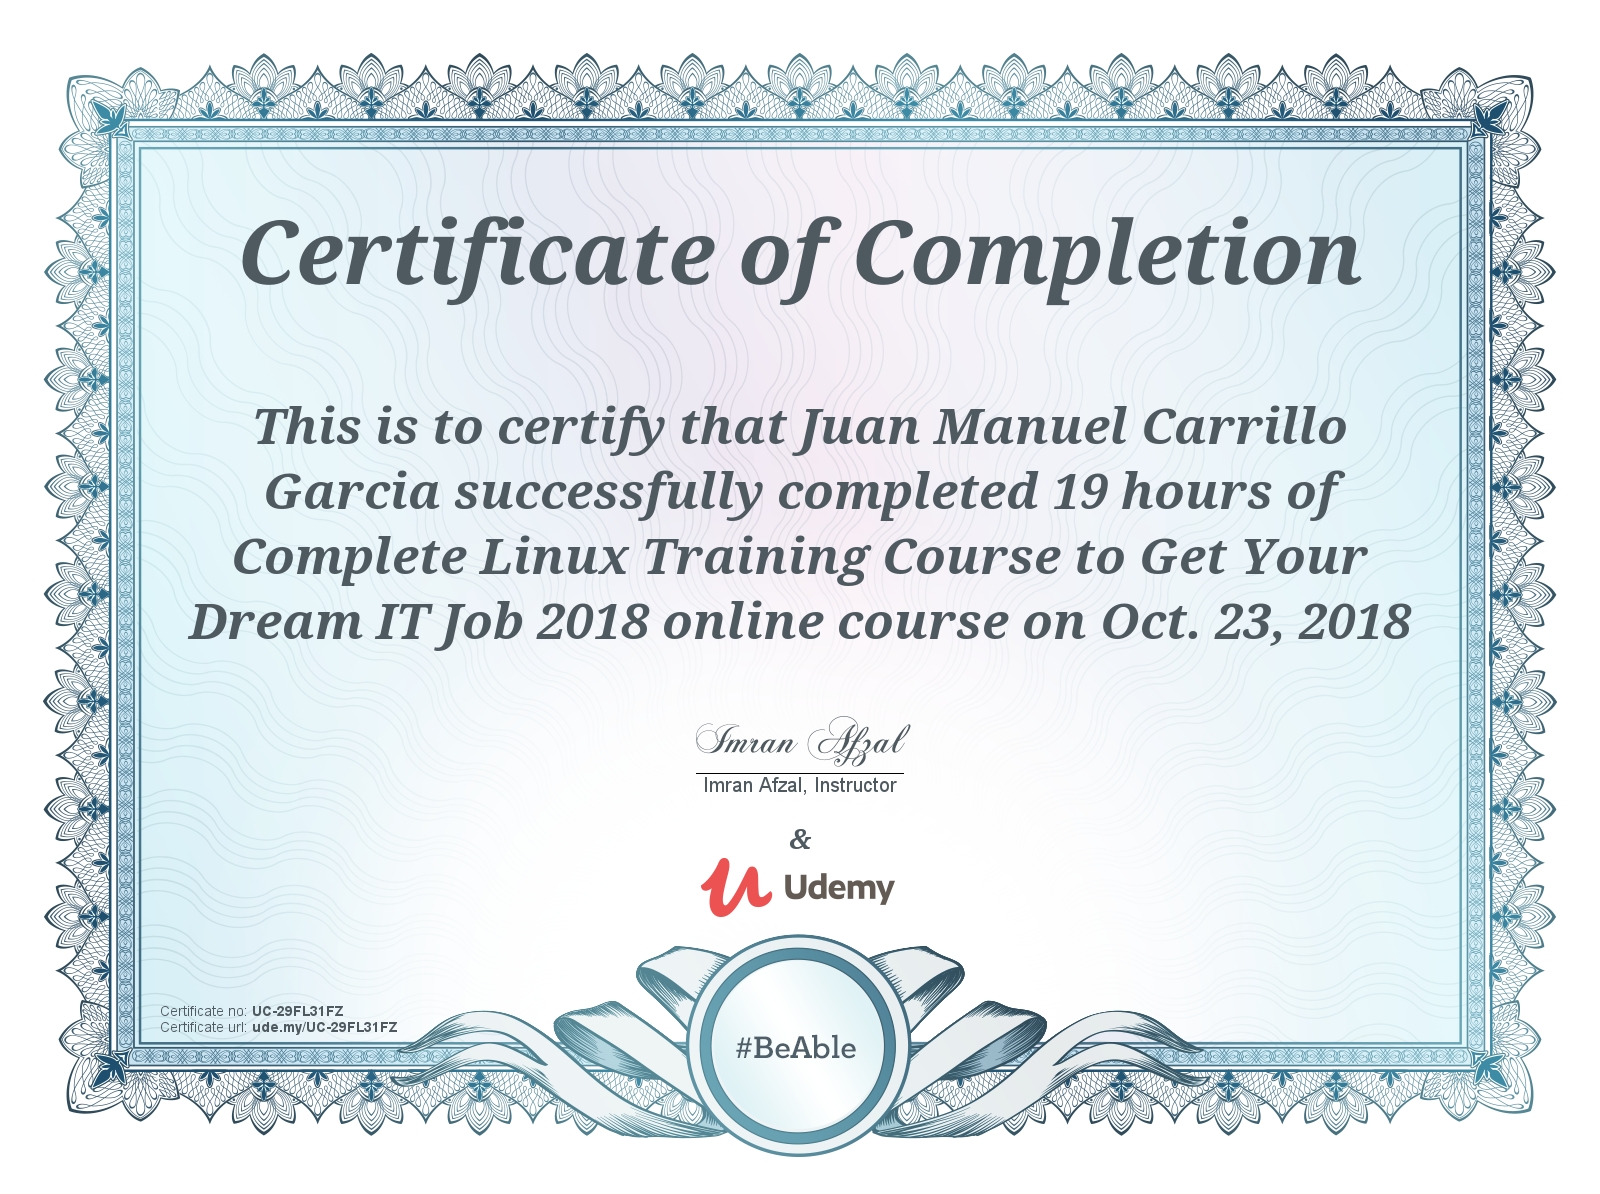 Certificate of Completion
This is to certify that Juan Manuel Carrillo
Garcia successfully completed 19 hours of
Complete Linux Training Course to Get Your
Dream IT Job 2018 online course on Oct. 23, 2018
Imran Afzal
Imran Afzal, Instructor
&
Udemy
Certificate no: UC-29FL31FZ
Certificate url: ude.my/UC-29FL31FZ
#BeAble